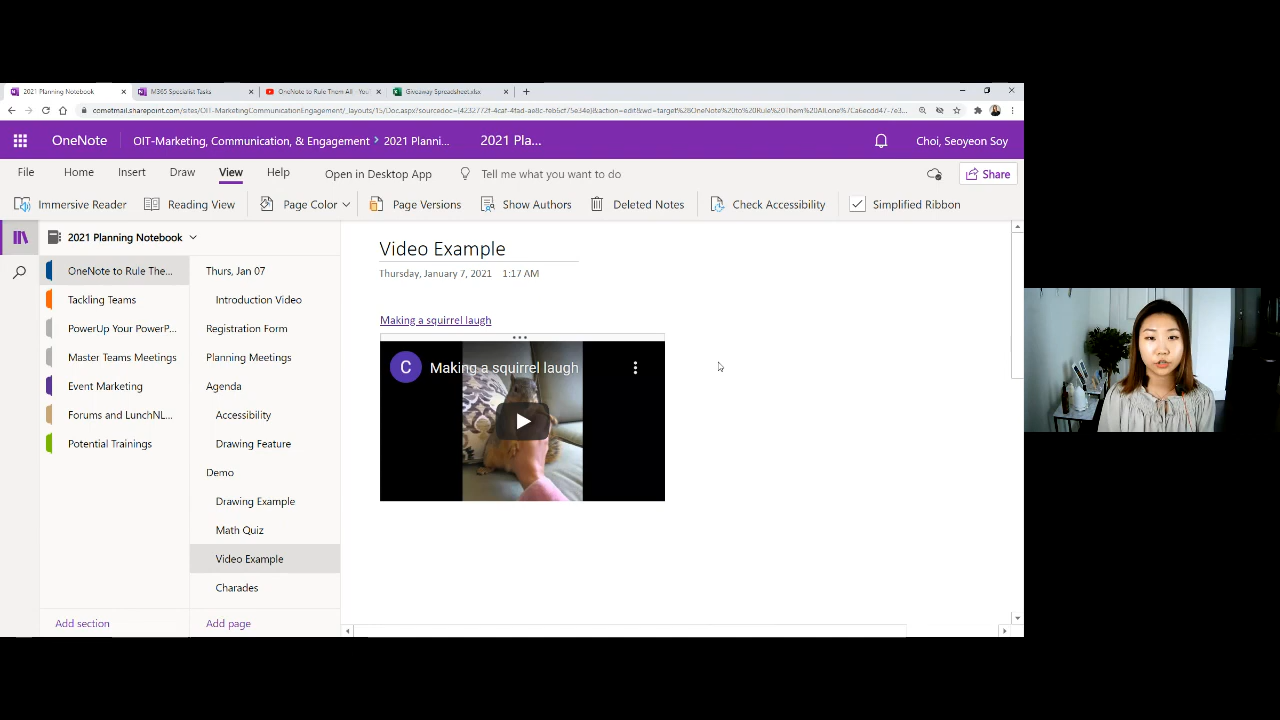 2021 Planning Notebook
M365 Specialist Tasks
OneNote to Rule Them All - You
Giveaway Spreadsheet.xlsx
OneNote
OIT-Marketing, Communication, & Engagement > 2021 Planni...
2021 Pla...
Choi, Seoyeon Soy
File Home Insert Draw View Help Open in Desktop App Tell me what you want to do Share
Immersive Reader Reading View Page Color Page Versions Show Authors Deleted Notes Check Accessibility Simplified Ribbon
2021 Planning Notebook
OneNote to Rule The...
Tackling Teams
PowerUp Your PowerP...
Master Teams Meetings
Event Marketing
Forums and LunchNL...
Potential Trainings
Add section
Thurs, Jan 07
Introduction Video
Registration Form
Planning Meetings
Agenda
Accessibility
Drawing Feature
Demo
Drawing Example
Math Quiz
Video Example
Charades
Add page
Video Example
Thursday, January 7, 2021 1:17 AM
Making a squirrel laugh
C Making a squirrel laugh